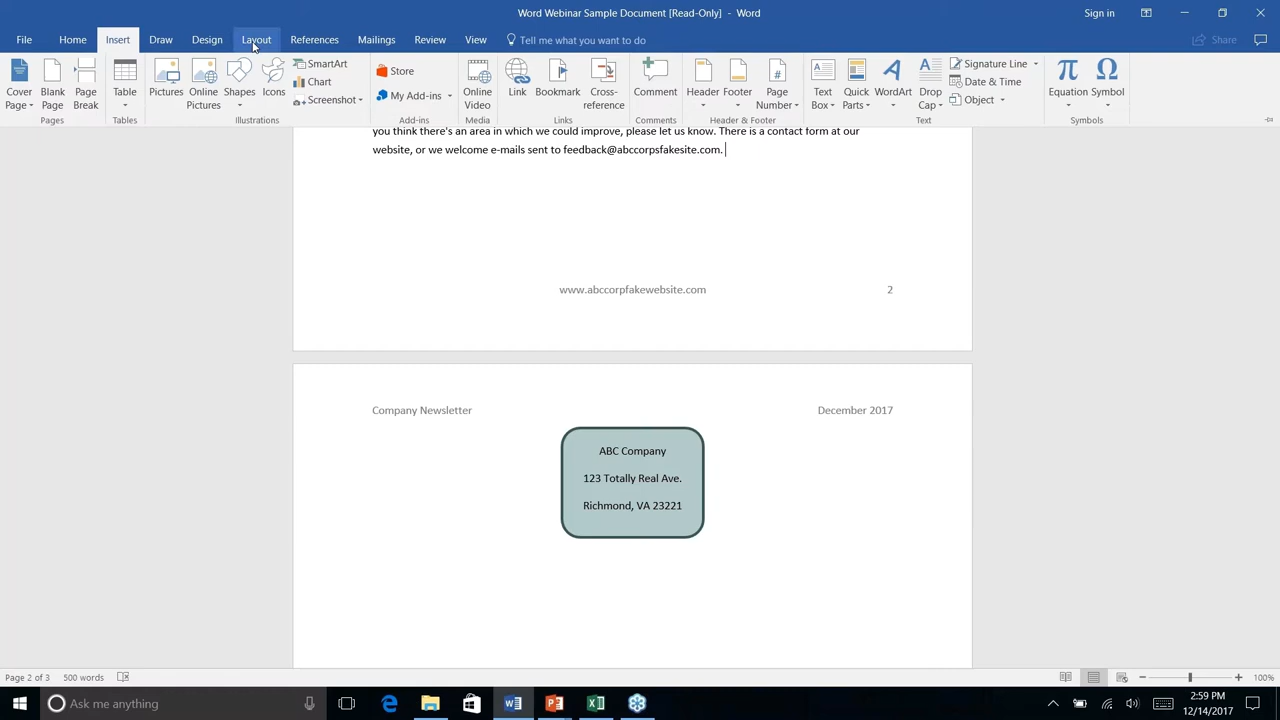 Word Webinar Sample Document [Read-Only] - Word
Sign in
File Home Insert Draw Design Layout References Mailings Review View Tell me what you want to do Share
Cover Page
Blank Page
Page Break
Pages
Table
Tables
Pictures
Online Pictures
Shapes
Icons
SmartArt
Chart
Screenshot
Illustrations
Store
My Add-ins
Add-ins
Online Video
Media
Link
Bookmark
Cross-reference
Links
Comment
Comments
Header
Footer
Page Number
Header & Footer
Text Box
Quick Parts
WordArt
Drop Cap
Signature Line
Date & Time
Object
Text
Equation
Symbol
Symbols
you think there's an area in which we could improve, please let us know. There is a contact form at our
website, or we welcome e-mails sent to feedback@abccorpsfakesite.com.
www.abccorpfakewebsite.com 2
Company Newsletter December 2017
ABC Company
123 Totally Real Ave.
Richmond, VA 23221
Page 2 of 3 500 words 100%
Ask me anything
2:59 PM
12/14/2017